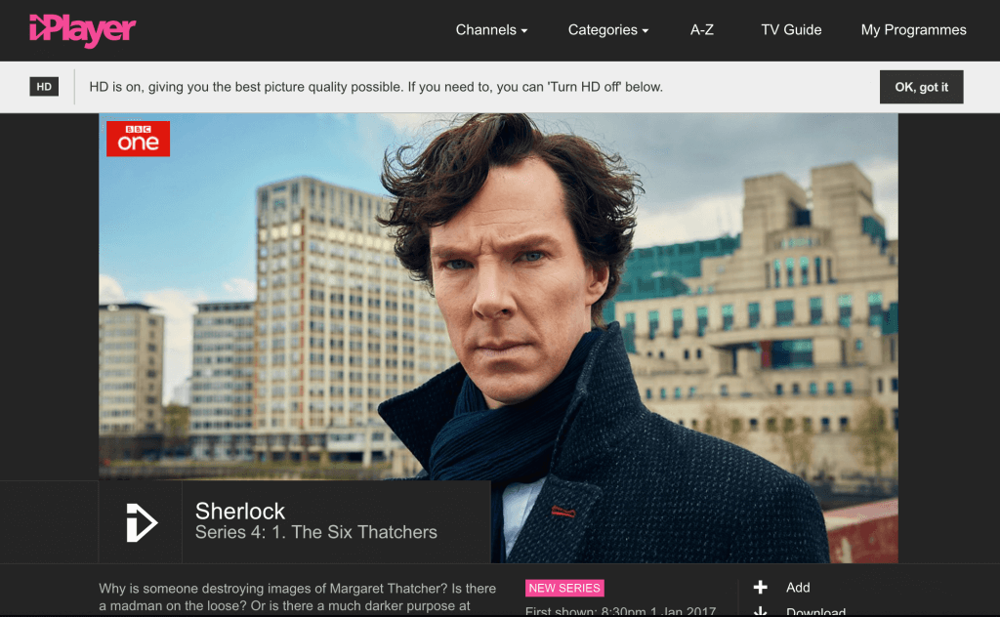 iPlayer
Channels
Categories
A-Z
TV Guide
My Programmes
HD
HD is on, giving you the best picture quality possible. If you need to, you can 'Turn HD off' below.
OK, got it
BBC
one
Sherlock
Series 4: 1. The Six Thatchers
Why is someone destroying images of Margaret Thatcher? Is there
a madman on the loose? Or is there a much darker purpose at
NEW SERIES
First shown: 8:30pm 1 Jan 2017
Add
Download